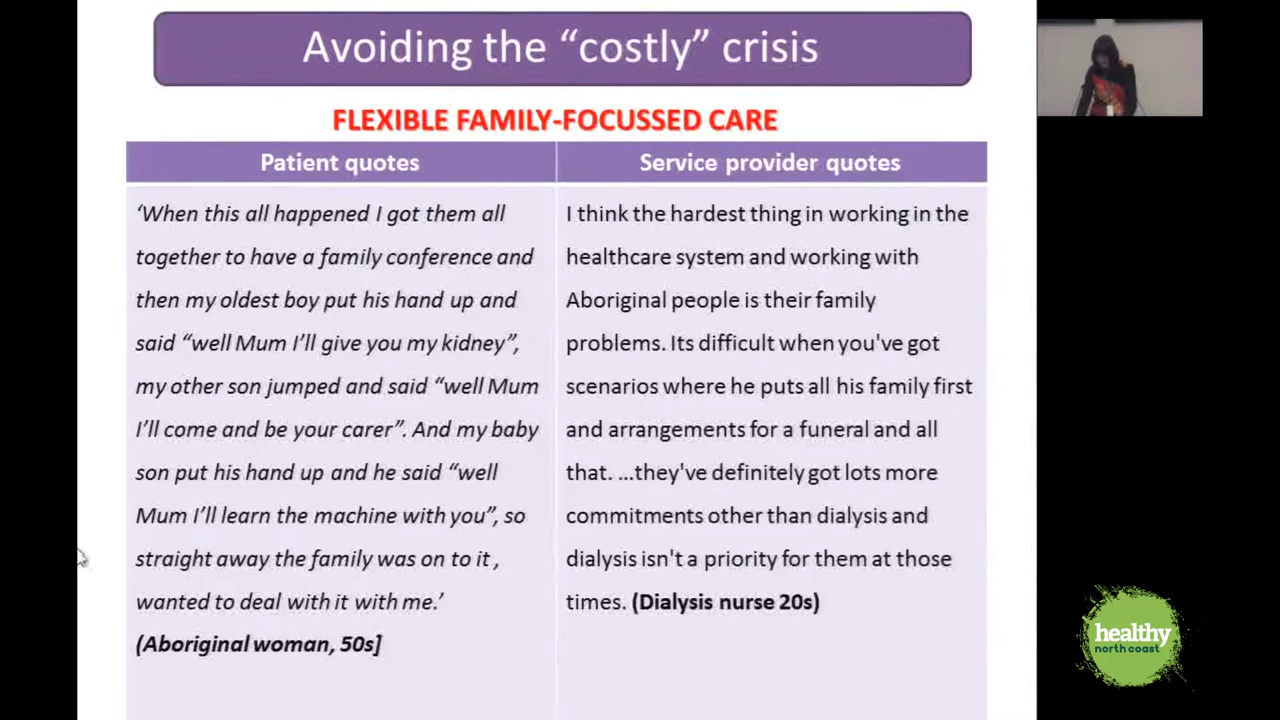 Avoiding the “costly” crisis
FLEXIBLE FAMILY-FOCUSSED CARE
Patient quotes
‘When this all happened I got them all
together to have a family conference and
then my oldest boy put his hand up and
said “well Mum I’ll give you my kidney”,
my other son jumped and said “well Mum
I’ll come and be your carer”. And my baby
son put his hand up and he said “well
Mum I’ll learn the machine with you”, so
straight away the family was on to it ,
wanted to deal with it with me.’
(Aboriginal woman, 50s]
Service provider quotes
I think the hardest thing in working in the
healthcare system and working with
Aboriginal people is their family
problems. Its difficult when you've got
scenarios where he puts all his family first
and arrangements for a funeral and all
that. ...they've definitely got lots more
commitments other than dialysis and
dialysis isn't a priority for them at those
times. (Dialysis nurse 20s)
healthy
north coast